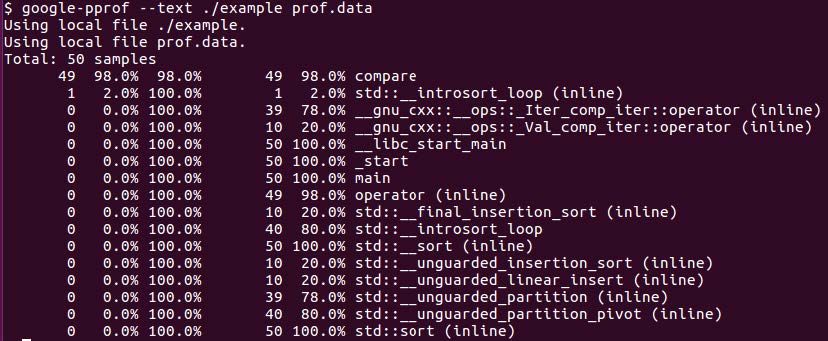 $ google-pprof --text ./example prof.data
Using local file ./example.
Using local file prof.data.
Total: 50 samples
49 98.0% 98.0% 49 98.0% compare
1 2.0% 100.0% 1 2.0% std::__introsort_loop (inline)
0 0.0% 100.0% 39 78.0% __gnu_cxx::__ops::_Iter_comp_iter::operator (inline)
0 0.0% 100.0% 10 20.0% __gnu_cxx::__ops::_Val_comp_iter::operator (inline)
0 0.0% 100.0% 50 100.0% __libc_start_main
0 0.0% 100.0% 50 100.0% _start
0 0.0% 100.0% 50 100.0% main
0 0.0% 100.0% 49 98.0% operator (inline)
0 0.0% 100.0% 10 20.0% std::__final_insertion_sort (inline)
0 0.0% 100.0% 40 80.0% std::__introsort_loop
0 0.0% 100.0% 50 100.0% std::__sort (inline)
0 0.0% 100.0% 10 20.0% std::__unguarded_insertion_sort (inline)
0 0.0% 100.0% 10 20.0% std::__unguarded_linear_insert (inline)
0 0.0% 100.0% 39 78.0% std::__unguarded_partition (inline)
0 0.0% 100.0% 40 80.0% std::__unguarded_partition_pivot (inline)
0 0.0% 100.0% 50 100.0% std::sort (inline)